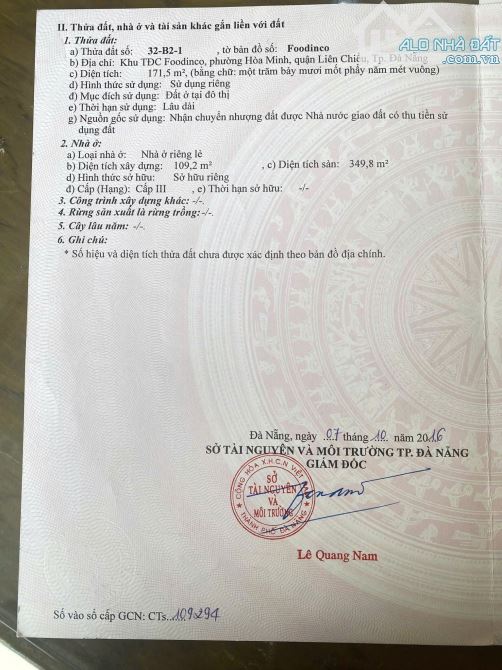 ALO NHÀ ĐẤT
.com.vn
II. Thửa đất, nhà ở và tài sản khác gắn liền với đất
1. Thửa đất:
a) Thửa đất số: 32-B2-1 , tờ bản đồ số: Foodinco
b) Địa chỉ: Khu TĐC Foodinco, phường Hòa Minh, quận Liên Chiểu, Tp. Đà Nẵng
c) Diện tích: 171,5 m², (bằng chữ: một trăm bảy mươi mốt phẩy năm mét vuông)
d) Hình thức sử dụng: Sử dụng riêng
đ) Mục đích sử dụng: Đất ở tại đô thị
e) Thời hạn sử dụng: Lâu dài
g) Nguồn gốc sử dụng: Nhận chuyển nhượng đất được Nhà nước giao đất có thu tiền sử
dụng đất
2. Nhà ở:
a) Loại nhà ở: Nhà ở riêng lẻ
b) Diện tích xây dựng: 109,2 m² , c) Diện tích sàn: 349,8 m²
d) Hình thức sở hữu: Sở hữu riêng
đ) Cấp (Hạng): Cấp III , e) Thời hạn sở hữu: -/-
3. Công trình xây dựng khác: -/-.
4. Rừng sản xuất là rừng trồng:-/-.
5. Cây lâu năm: -/-.
6. Ghi chú:
* Số hiệu và diện tích thửa đất chưa được xác định theo bản đồ địa chính.
Đà Nẵng, ngày ..07 tháng .10. năm 2016
SỞ TÀI NGUYÊN VÀ MÔI TRƯỜNG TP. ĐÀ NẴNG
GIÁM ĐỐC
CỘNG HÒA X.H.C.N VIỆT NAM
SỞ
TÀI NGUYÊN
VÀ
MÔI TRƯỜNG
THÀNH PHỐ ĐÀ NẴNG
Lê Quang Nam
Số vào sổ cấp GCN: CTs...109294